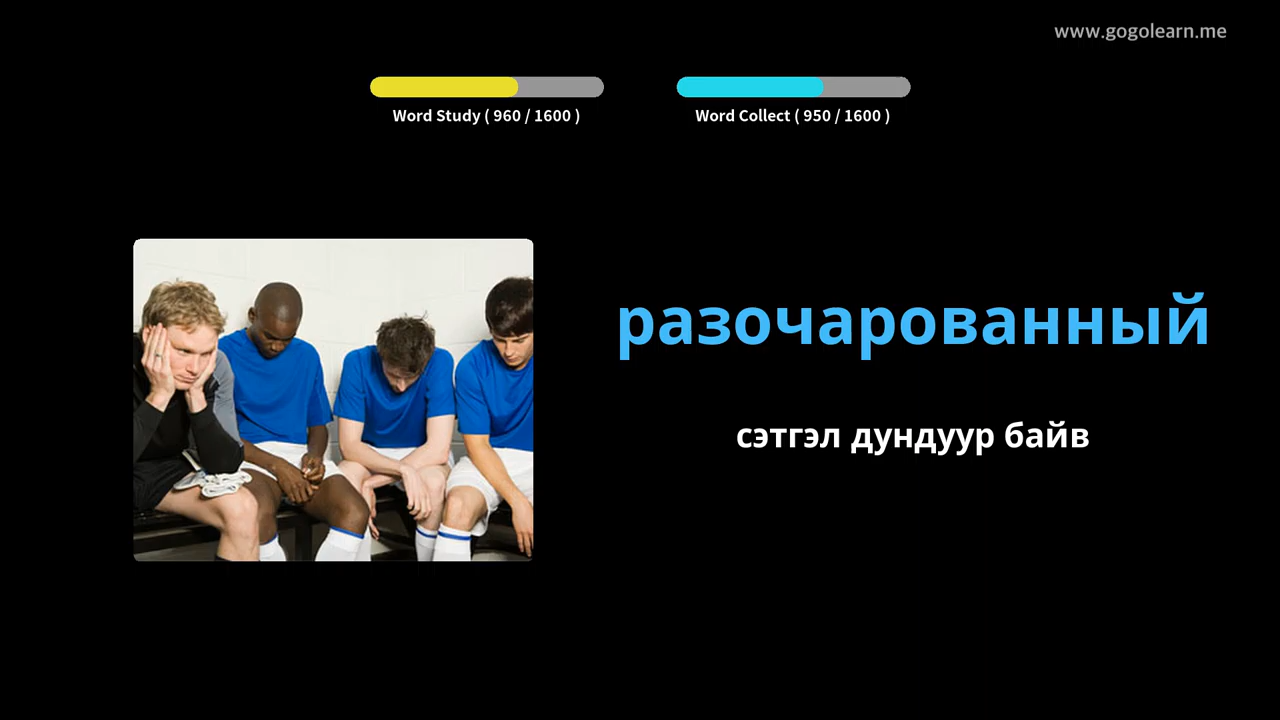 www.gogolearn.me
Word Study ( 960 / 1600 )
Word Collect ( 950 / 1600 )
разочарованный
сэтгэл дундуур байв